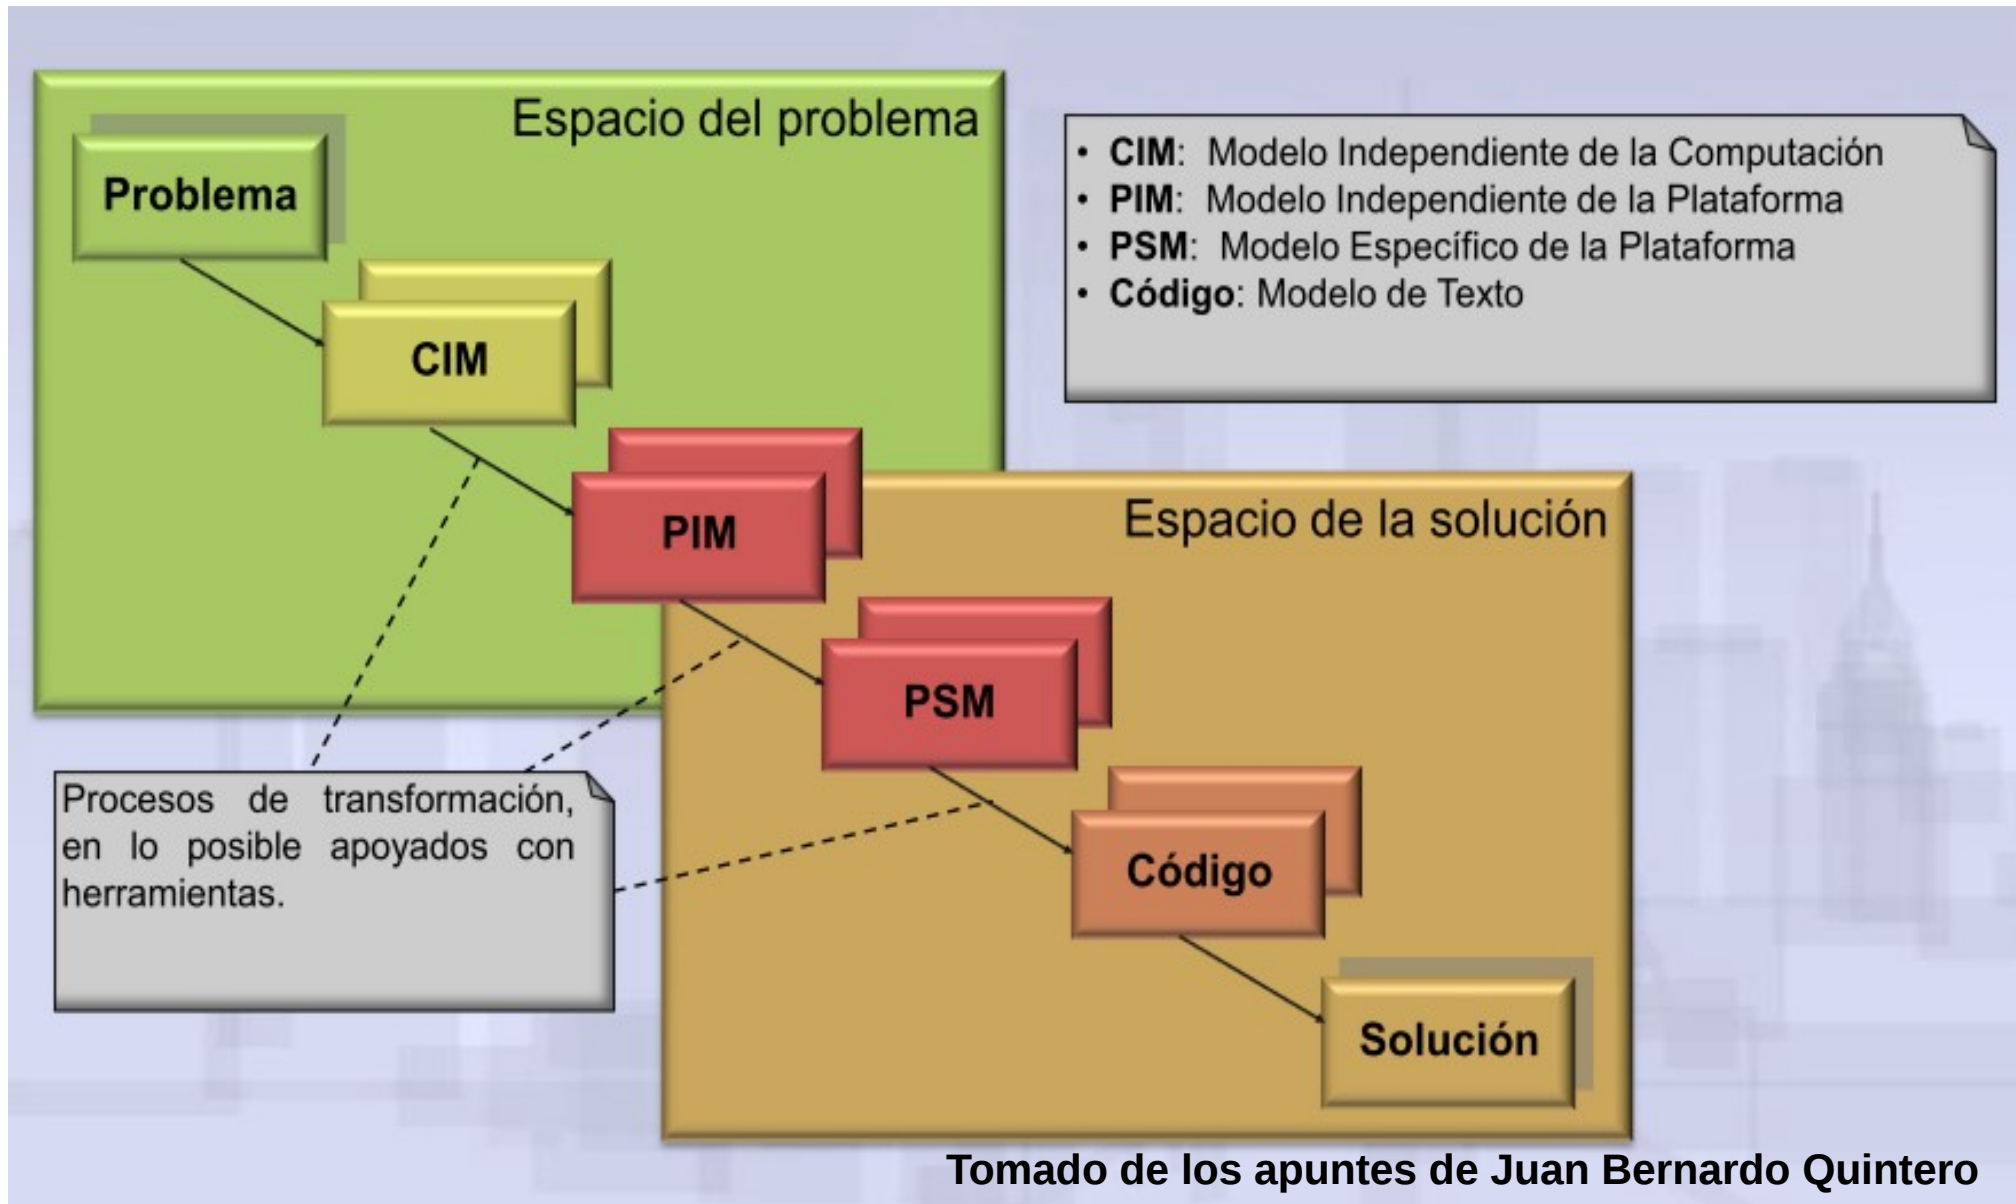 Espacio del problema
Problema
CIM
• CIM: Modelo Independiente de la Computación
• PIM: Modelo Independiente de la Plataforma
• PSM: Modelo Específico de la Plataforma
• Código: Modelo de Texto
PIM
Espacio de la solución
PSM
Procesos de transformación,
en lo posible apoyados con
herramientas.
Código
Solución
Tomado de los apuntes de Juan Bernardo Quintero